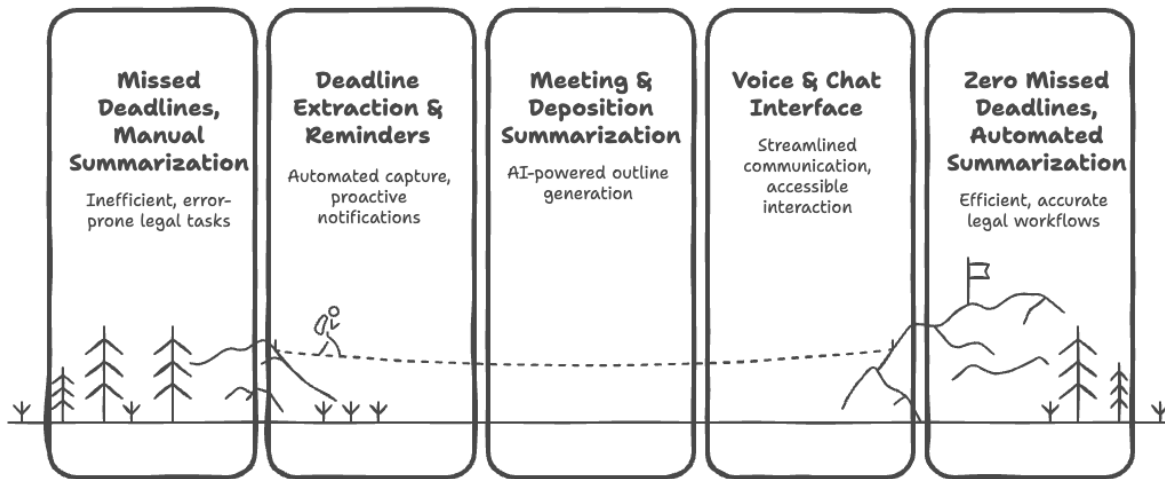 Missed
Deadlines,
Manual
Summarization
Inefficient, error-
prone legal tasks
Deadline
Extraction &
Reminders
Automated capture,
proactive
notifications
Meeting &
Deposition
Summarization
AI-powered outline
generation
Voice & Chat
Interface
Streamlined
communication,
accessible
interaction
Zero Missed
Deadlines,
Automated
Summarization
Efficient, accurate
legal workflows